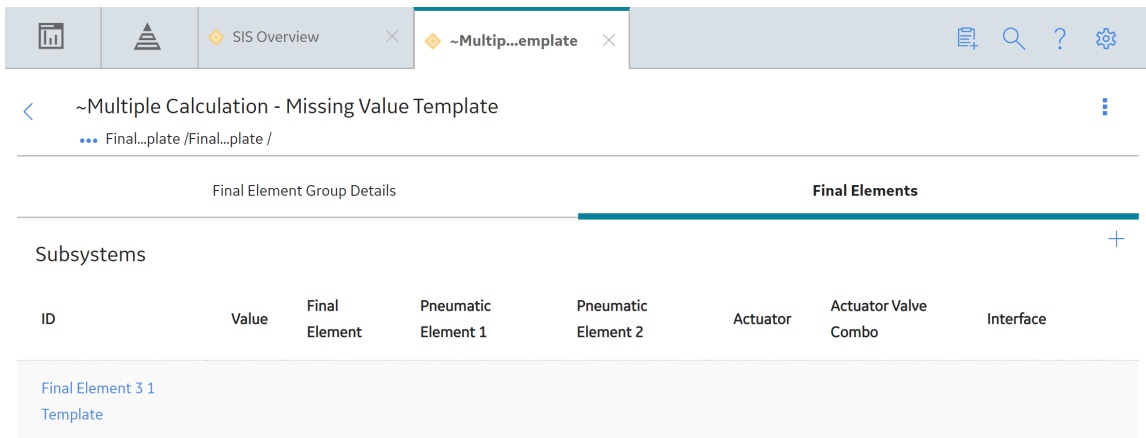 SIS Overview
~Multip...emplate
~Multiple Calculation - Missing Value Template
Final...plate /Final...plate /
Final Element Group Details
Final Elements
Subsystems
ID
Value
Final
Element
Pneumatic
Element 1
Pneumatic
Element 2
Actuator
Actuator Valve
Combo
Interface
Final Element 3 1
Template